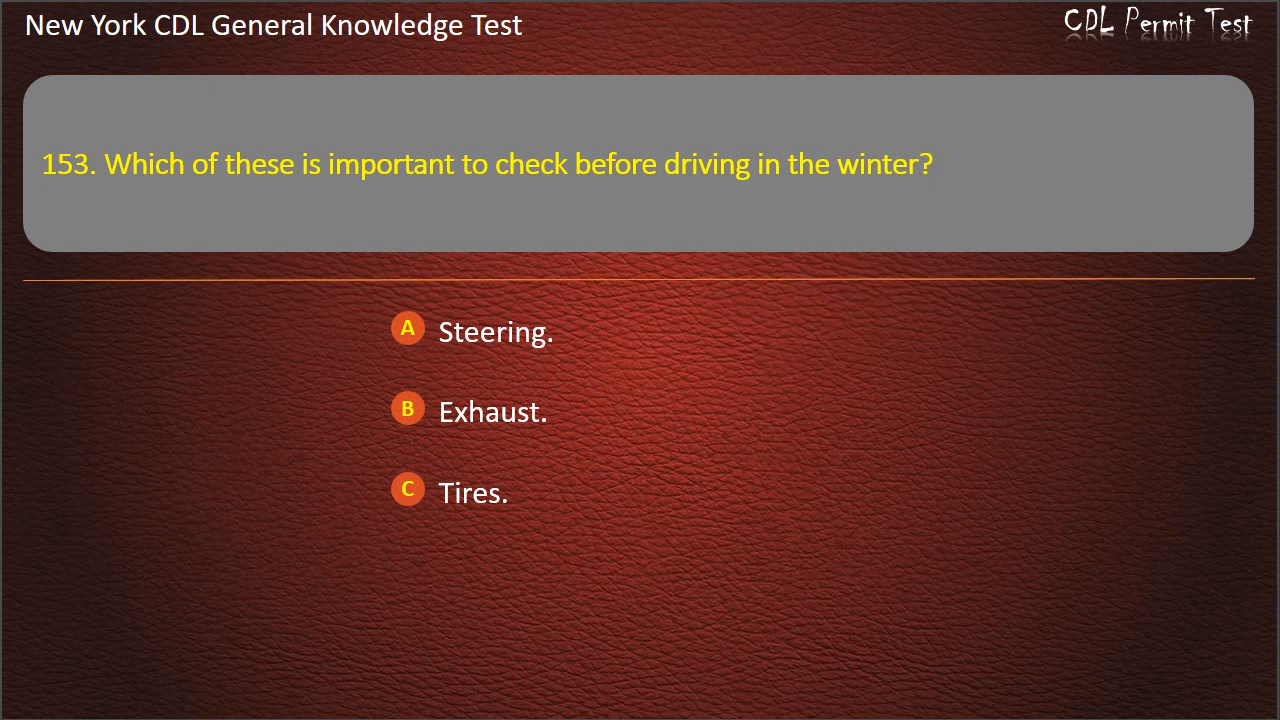 New York CDL General Knowledge Test
CDL Permit Test
153. Which of these is important to check before driving in the winter?
A Steering.
B Exhaust.
C Tires.